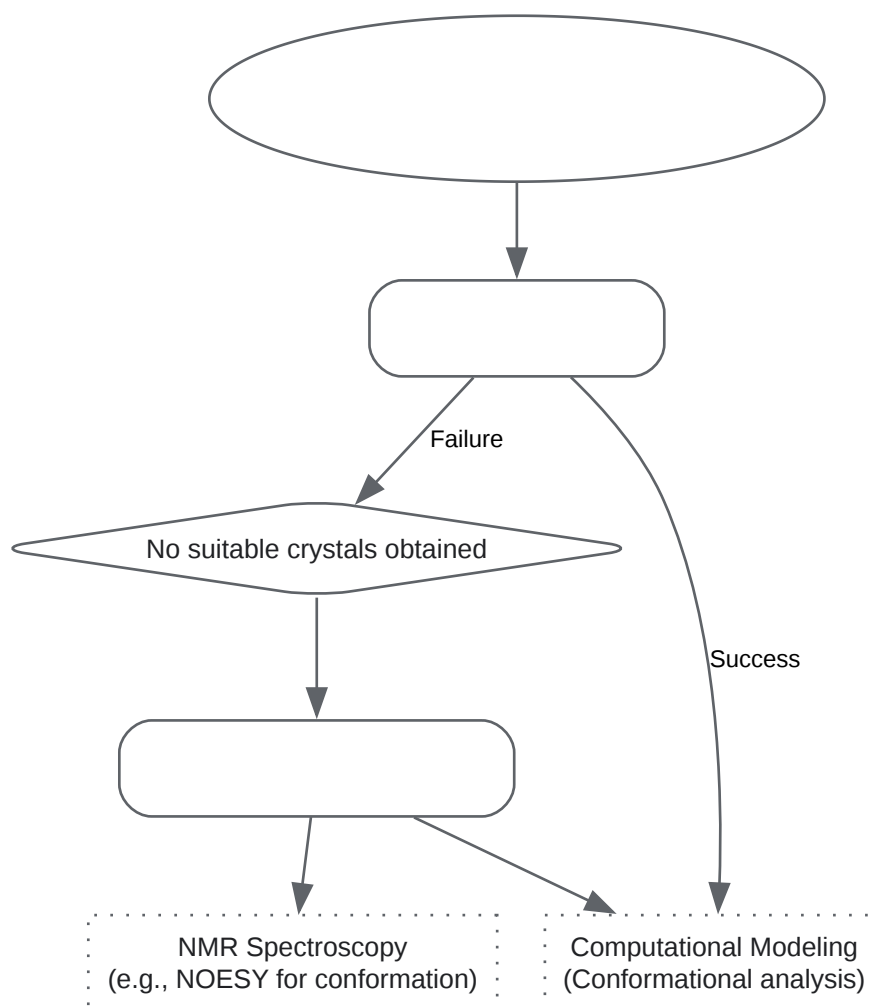 Failure
No suitable crystals obtained
Success
NMR Spectroscopy
(e.g., NOESY for conformation)
Computational Modeling
(Conformational analysis)